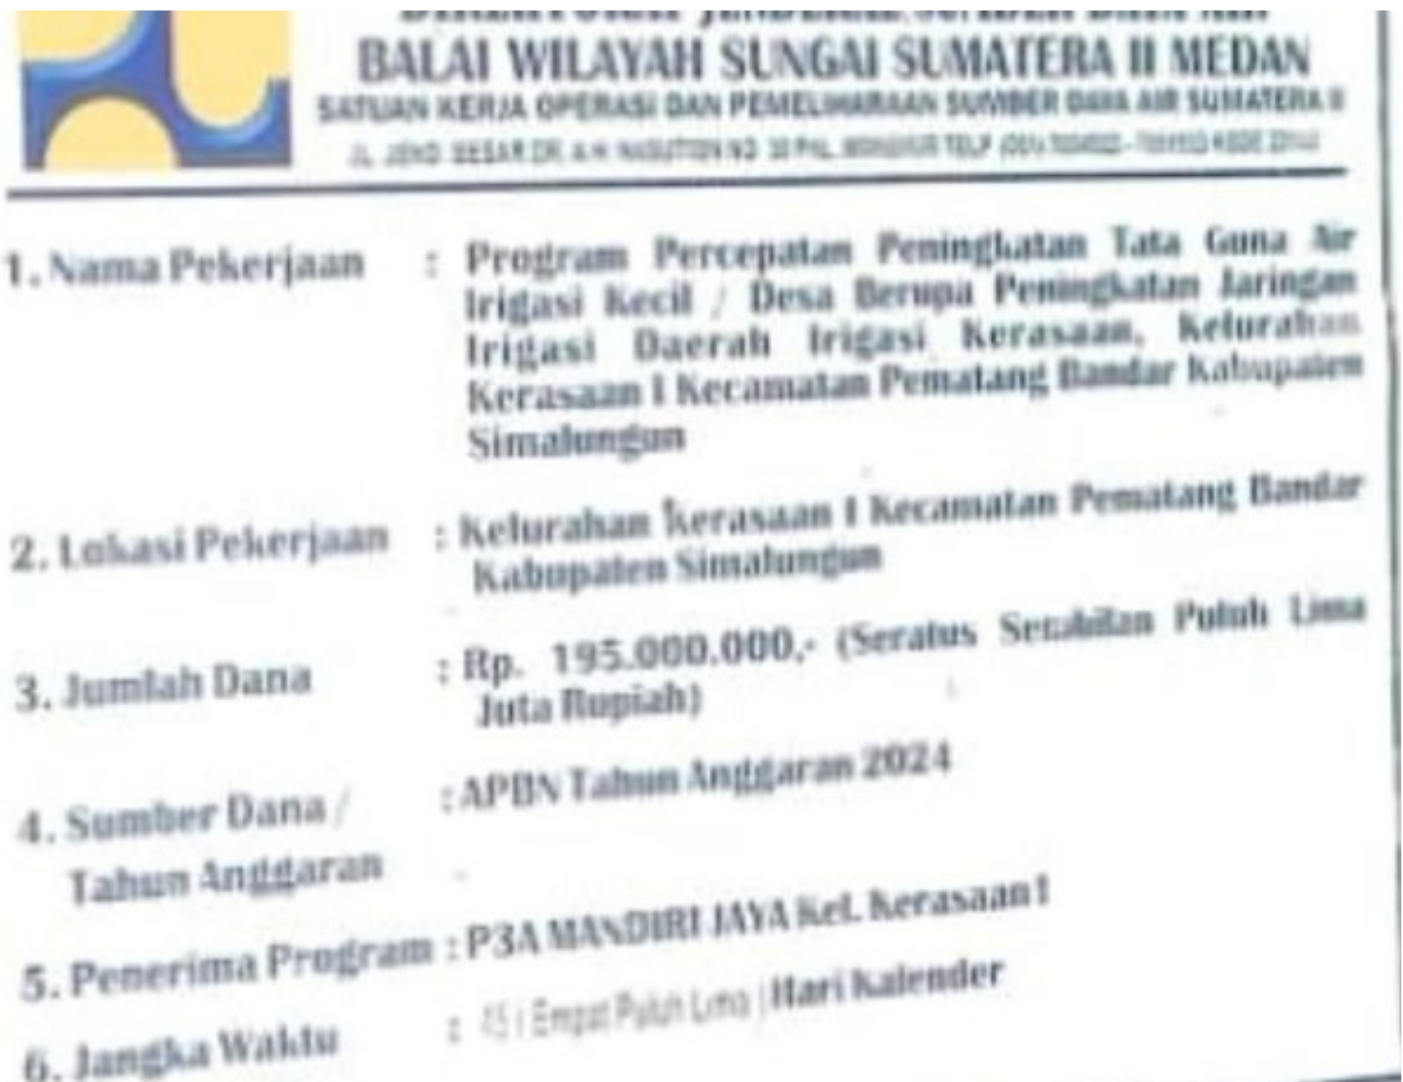 BALAI WILAYAH SUNGAI SUMATERA II MEDAN
SATUAN KERJA OPERASI DAN PEMELIHARAAN SUMBER DAYA AIR SUMATERA II
1. Nama Pekerjaan : Program Percepatan Peningkatan Tata Guna Air
Irigasi Kecil / Desa Berupa Peningkatan Jaringan
Irigasi Daerah Irigasi Kerasaan, Kelurahan
Kerasaan I Kecamatan Pematang Bandar Kabupaten
Simalungun
2. Lokasi Pekerjaan : Kelurahan Kerasaan I Kecamatan Pematang Bandar
Kabupaten Simalungun
3. Jumlah Dana : Rp. 195.000.000,- (Seratus Sembilan Puluh Lima
Juta Rupiah)
4. Sumber Dana / : APBN Tahun Anggaran 2024
Tahun Anggaran
5. Penerima Program : P3A MANDIRI JAYA Kel. Kerasaan I
6. Jangka Waktu : 45 ( Empat Puluh Lima ) Hari Kalender